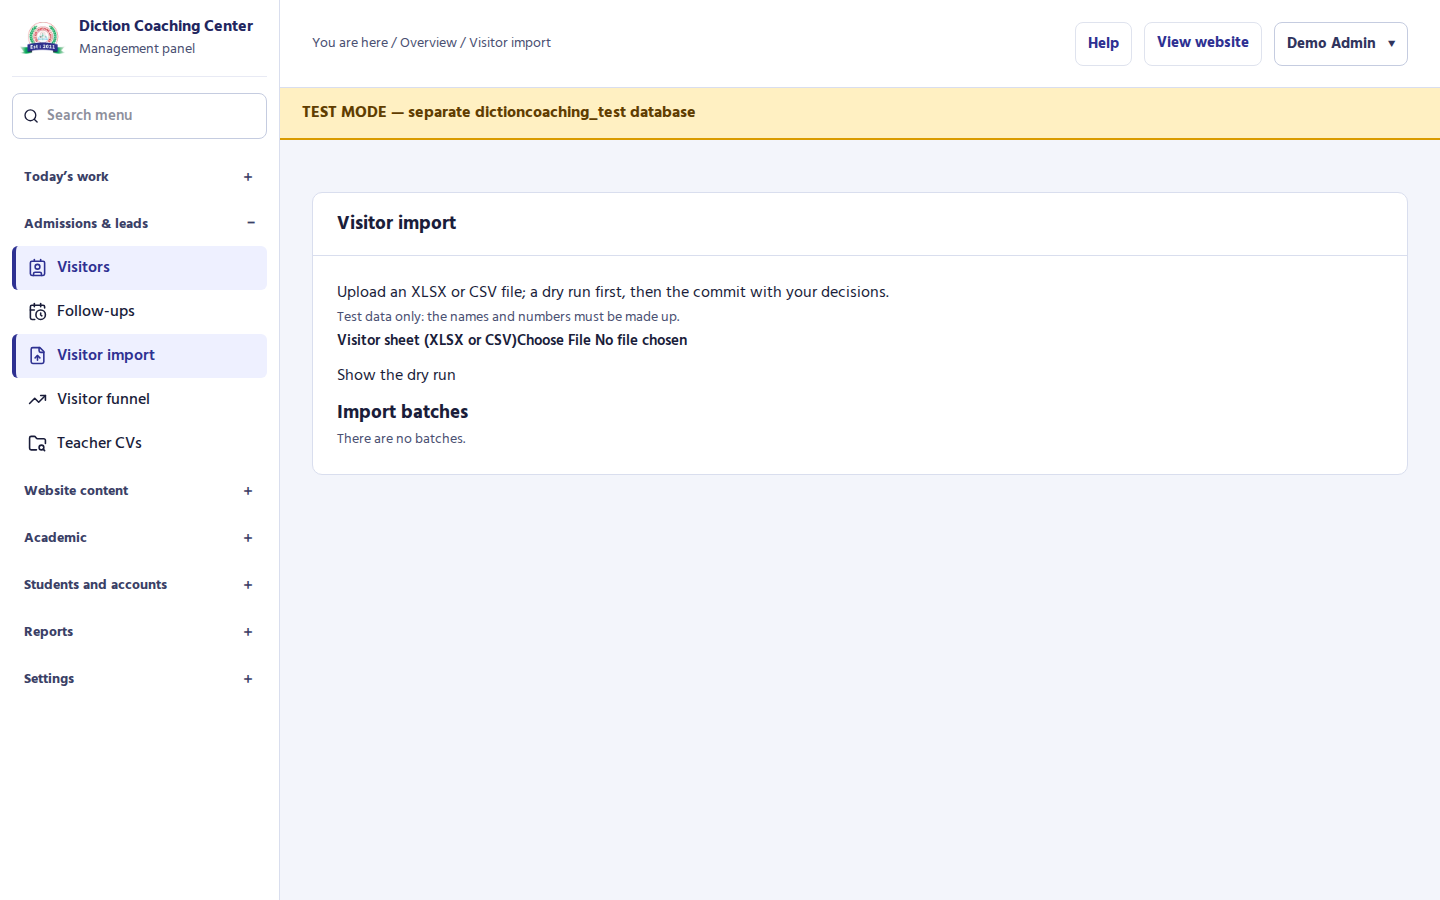 Diction Coaching Center
Management panel
Est : 2011
Search menu
Today’s work +
Admissions & leads −
Visitors
Follow-ups
Visitor import
Visitor funnel
Teacher CVs
Website content +
Academic +
Students and accounts +
Reports +
Settings +
You are here / Overview / Visitor import
Help
View website
Demo Admin ▼
TEST MODE — separate dictioncoaching_test database
Visitor import
Upload an XLSX or CSV file; a dry run first, then the commit with your decisions.
Test data only: the names and numbers must be made up.
Visitor sheet (XLSX or CSV)Choose File No file chosen
Show the dry run
Import batches
There are no batches.